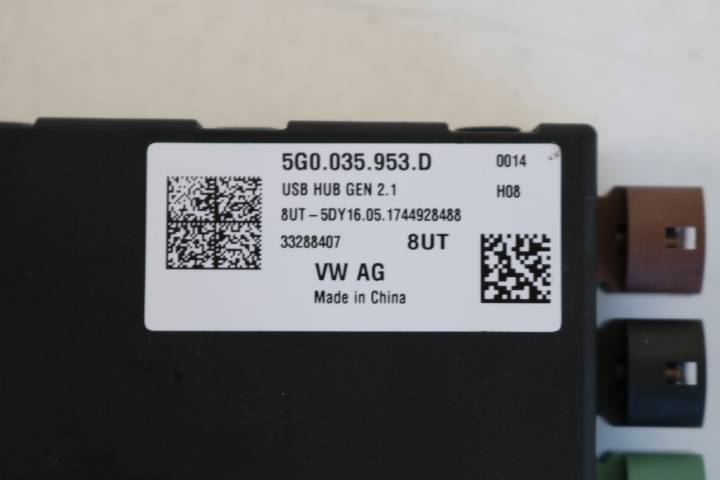 5G0.035.953.D 0014
USB HUB GEN 2.1 H08
8UT-5DY16.05.1744928488
33288407 8UT
VW AG
Made in China